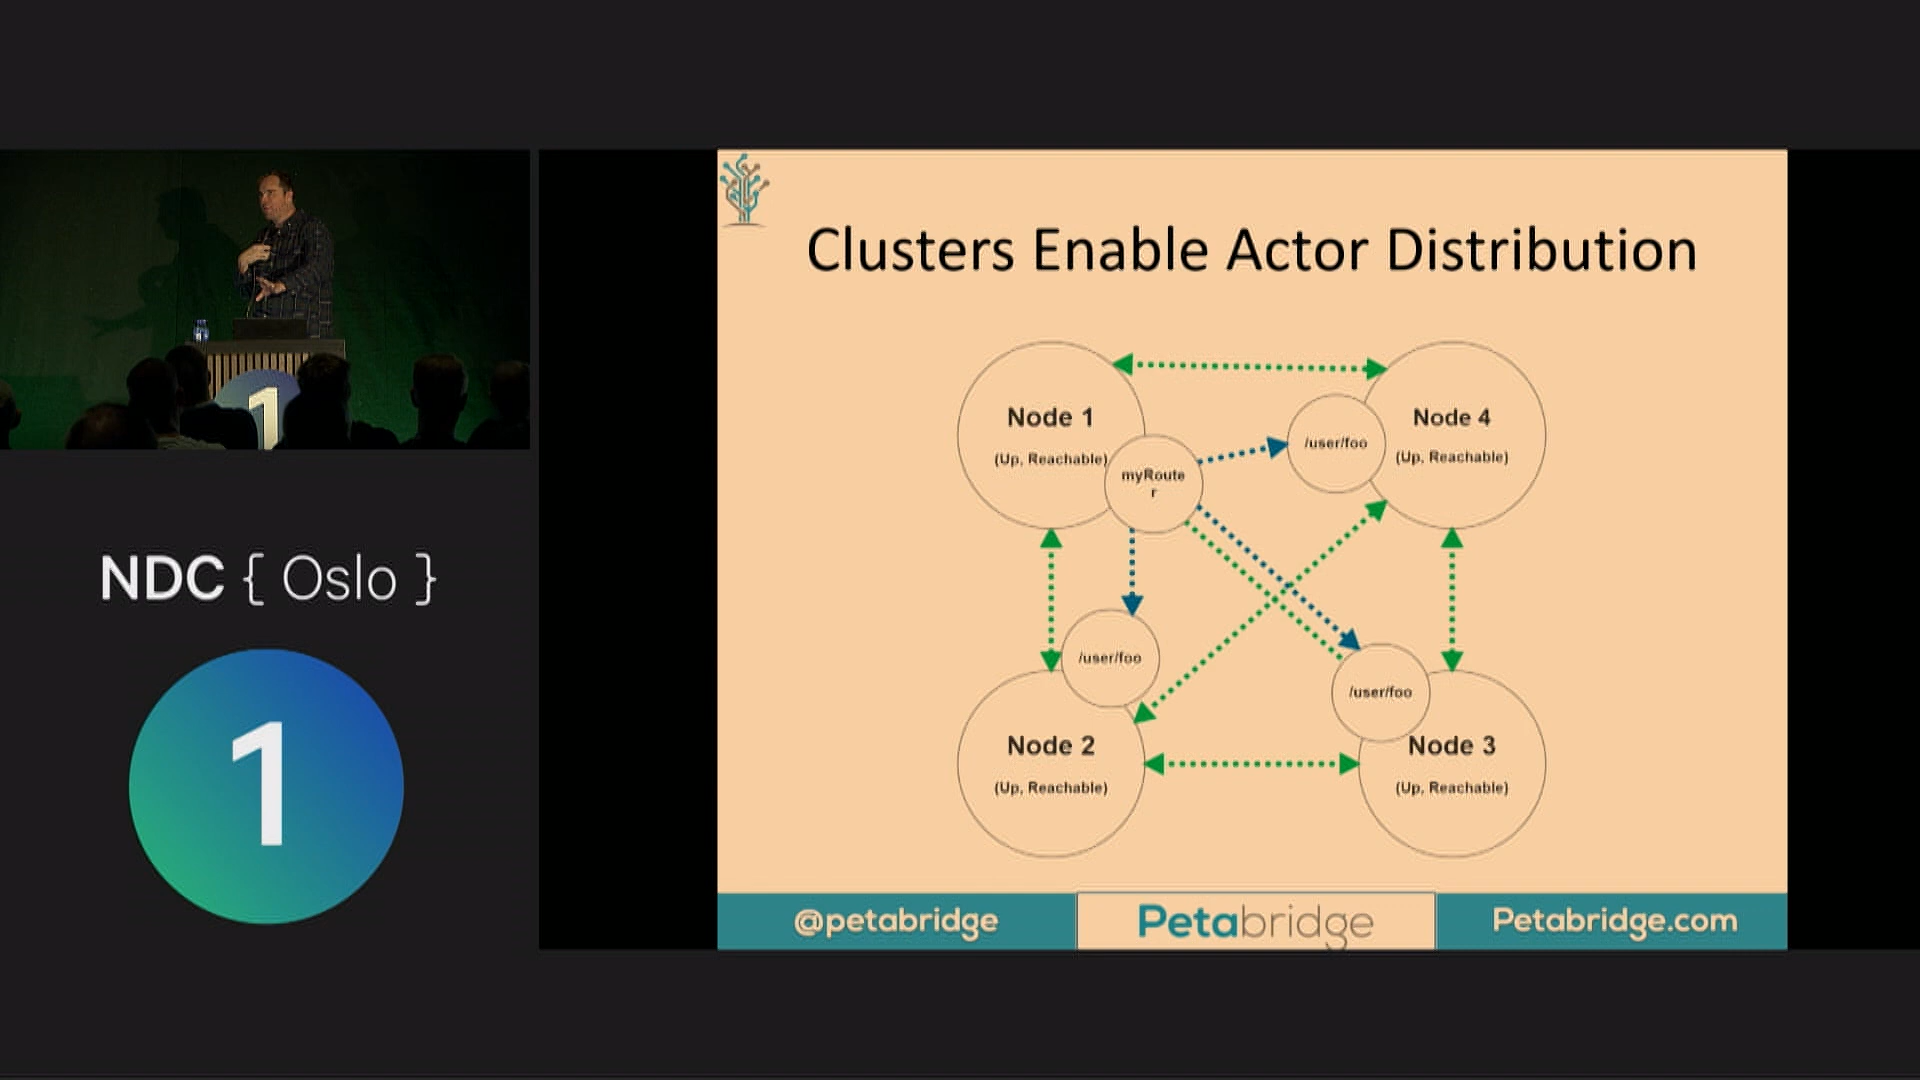 1
NDC { Oslo }
1
Clusters Enable Actor Distribution
Node 1
(Up, Reachable)
myRoute
r
/user/foo
Node 4
(Up, Reachable)
/user/foo
Node 2
(Up, Reachable)
/user/foo
Node 3
(Up, Reachable)
@petabridge
Petabridge
Petabridge.com